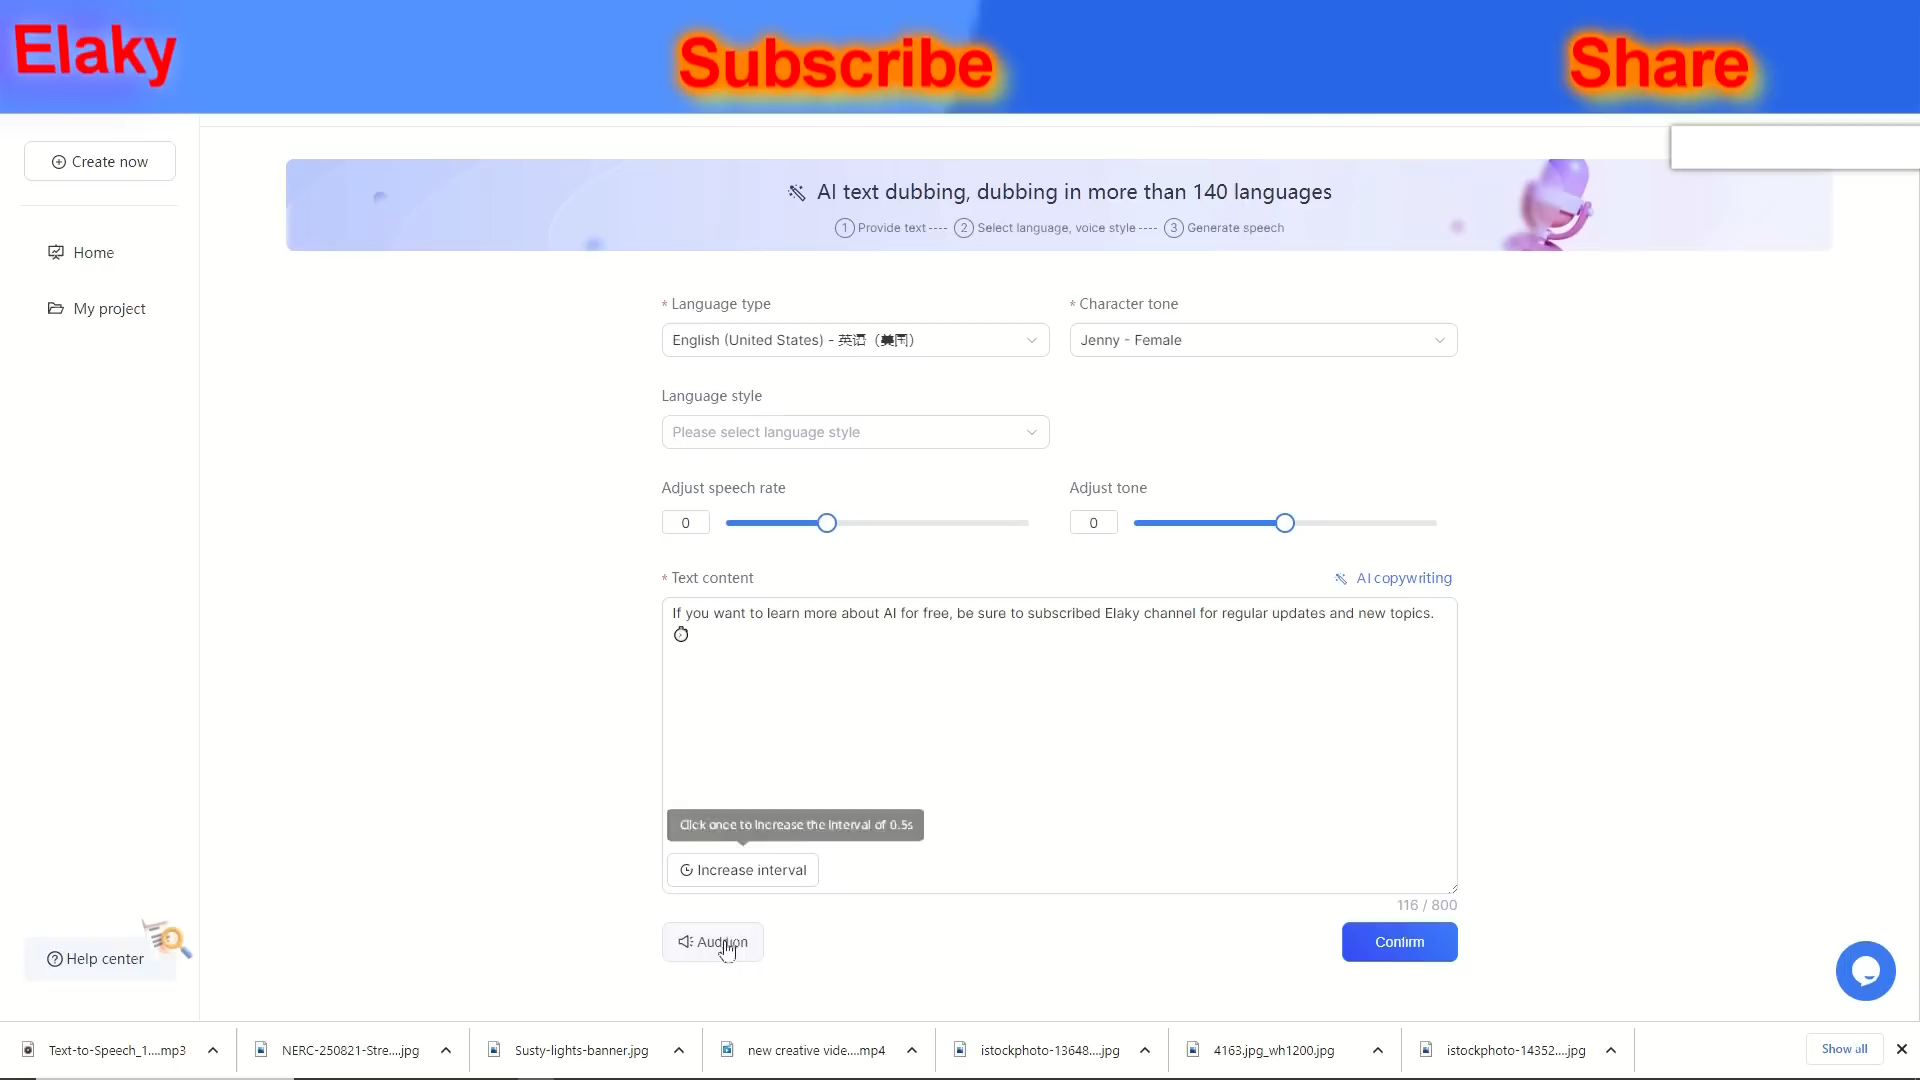 Elaky
Subscribe
Share
Create now
Home
My project
AI text dubbing, dubbing in more than 140 languages
1 Provide text ---- 2 Select language, voice style ---- 3 Generate speech
* Language type
* Character tone
English (United States) - 英语（美国）
Jenny - Female
Language style
Please select language style
Adjust speech rate
Adjust tone
0
0
* Text content
AI copywriting
If you want to learn more about AI for free, be sure to subscribed Elaky channel for regular updates and new topics.
Click once to increase the interval of 0.5s
Increase interval
116 / 800
Audition
Confirm
Help center
Text-to-Speech_1....mp3
NERC-250821-Stre....jpg
Susty-lights-banner.jpg
new creative vide....mp4
istockphoto-13648....jpg
4163.jpg_wh1200.jpg
istockphoto-14352....jpg
Show all